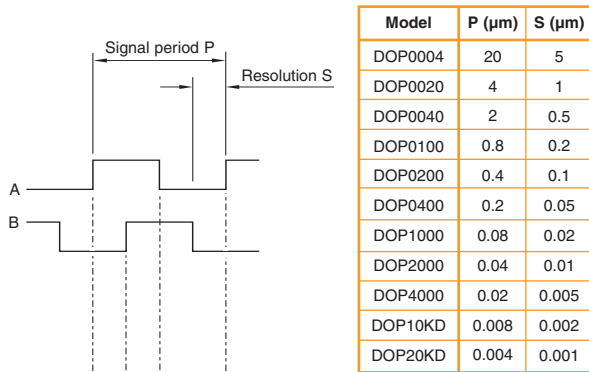 Signal period P
Resolution S
A
B
Model P (µm) S (µm)
DOP0004 20 5
DOP0020 4 1
DOP0040 2 0.5
DOP0100 0.8 0.2
DOP0200 0.4 0.1
DOP0400 0.2 0.05
DOP1000 0.08 0.02
DOP2000 0.04 0.01
DOP4000 0.02 0.005
DOP10KD 0.008 0.002
DOP20KD 0.004 0.001